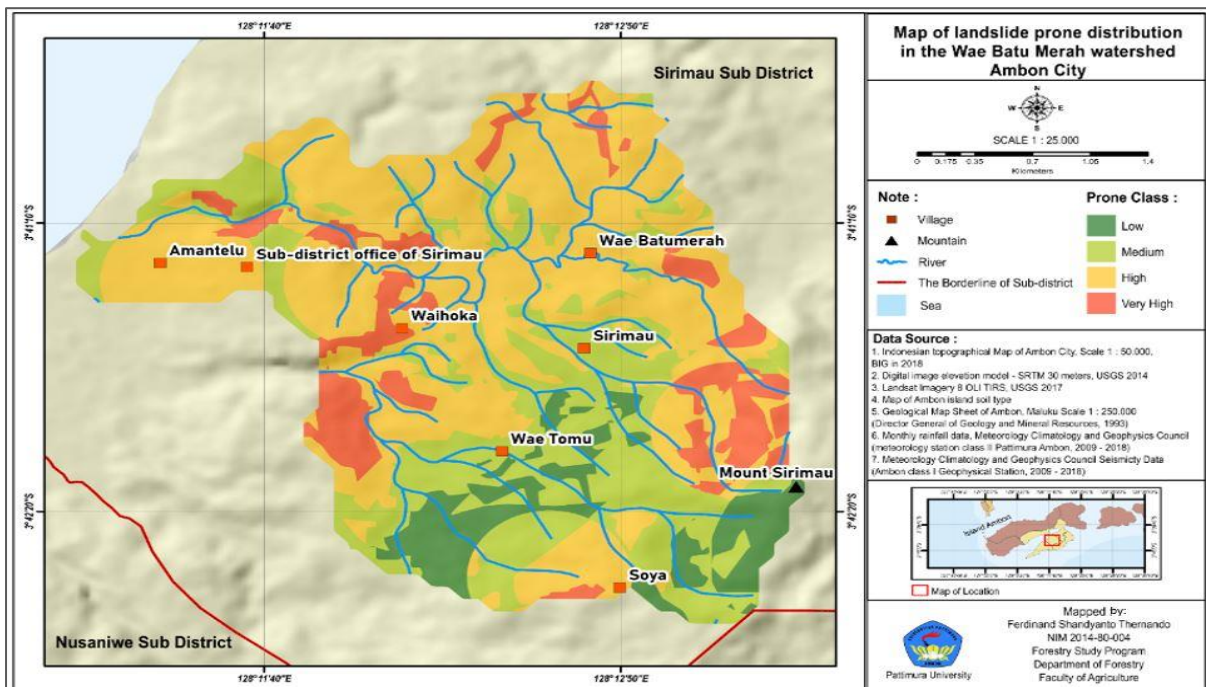 128°11'40"E
128°12'50"E
Sirimau Sub District
3°41'10"S
3°41'10"S
Amantelu
Sub-district office of Sirimau
Wae Batumerah
Waihoka
Sirimau
Wae Tomu
Mount Sirimau
3°42'20"S
3°42'20"S
Soya
Nusaniwe Sub District
128°11'40"E
128°12'50"E
Map of landslide prone distribution
in the Wae Batu Merah watershed
Ambon City
N
W E
S
SCALE 1 : 25.000
0 0.175 0.35 0.7 1.05 1.4
Kilometers
Note :
Village
Mountain
River
The Borderline of Sub-district
Sea
Prone Class :
Low
Medium
High
Very High
Data Source :
1. Indonesian topographical Map of Ambon City, Scale 1 : 50.000,
BIG in 2018
2. Digital image elevation model - SRTM 30 meters, USGS 2014
3. Landsat Imagery 8 OLI TIRS, USGS 2017
4. Map of Ambon island soil type
5. Geological Map Sheet of Ambon, Maluku Scale 1 : 250.000
(Director General of Geology and Mineral Resources, 1993)
6. Monthly rainfall data, Meteorology Climatology and Geophysics Council
(meteorology station class II Pattimura Ambon, 2009 - 2018)
7. Meteorology Climatology and Geophysics Council Seismicty Data
(Ambon class I Geophysical Station, 2009 - 2018)
Island Ambon
Map of Location
Pattimura University
Mapped by:
Ferdinand Shandyanto Thernando
NIM 2014-80-004
Forestry Study Program
Department of Forestry
Faculty of Agriculture